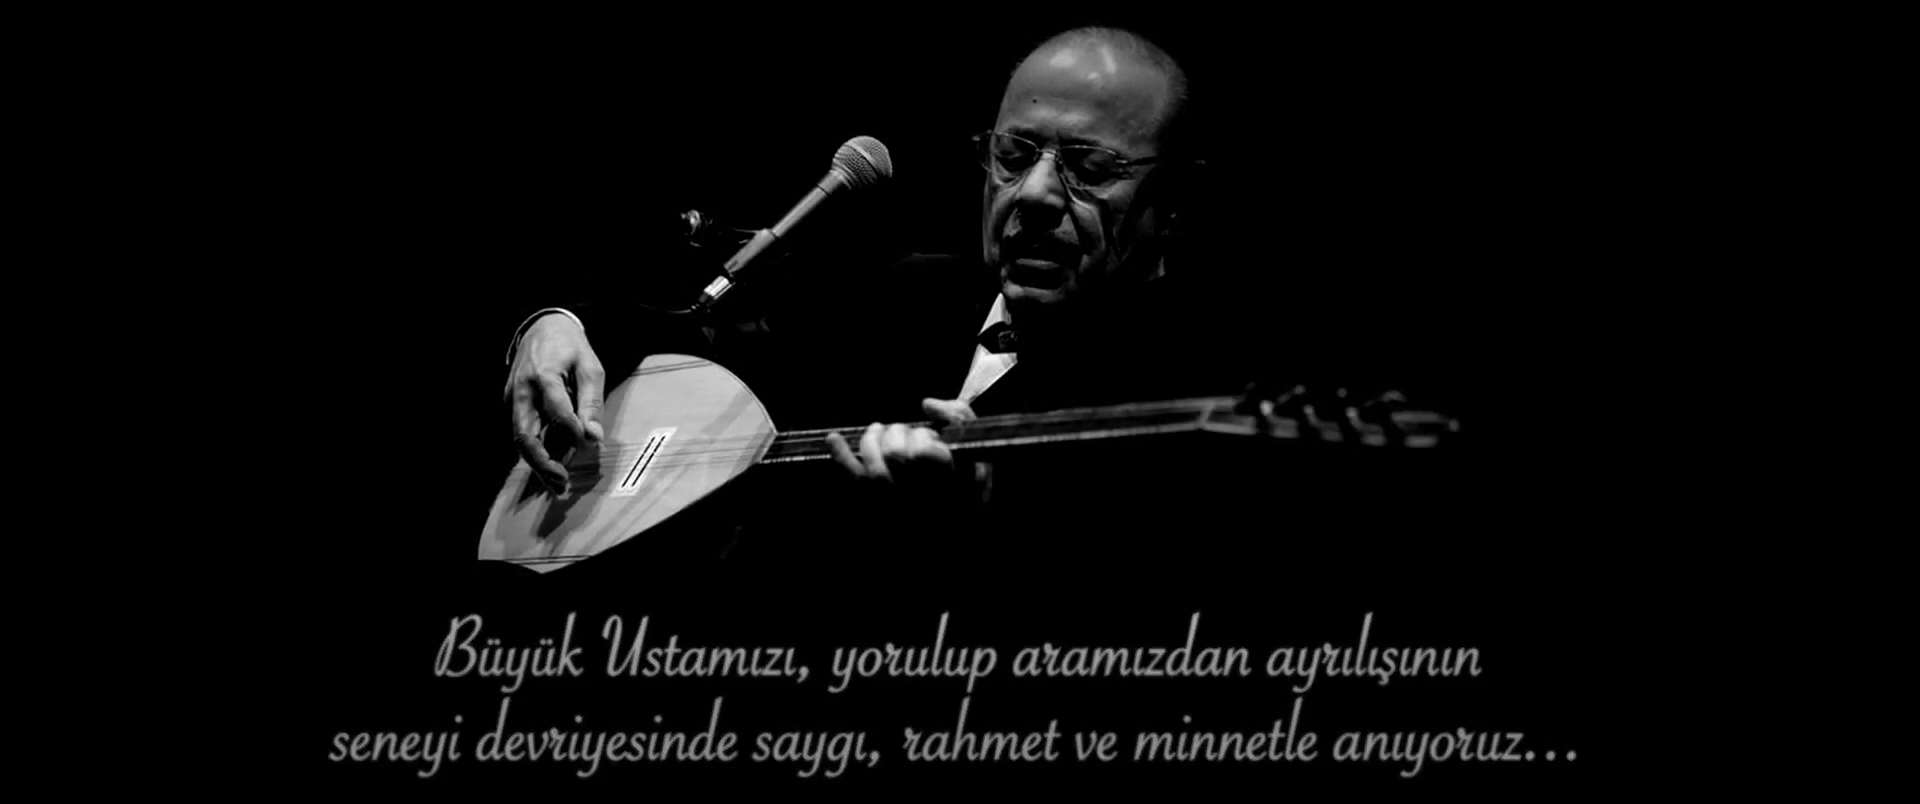 Büyük Ustamızı, yorulup aramızdan ayrılışının
seneyi devriyesinde saygı, rahmet ve minnetle anıyoruz...